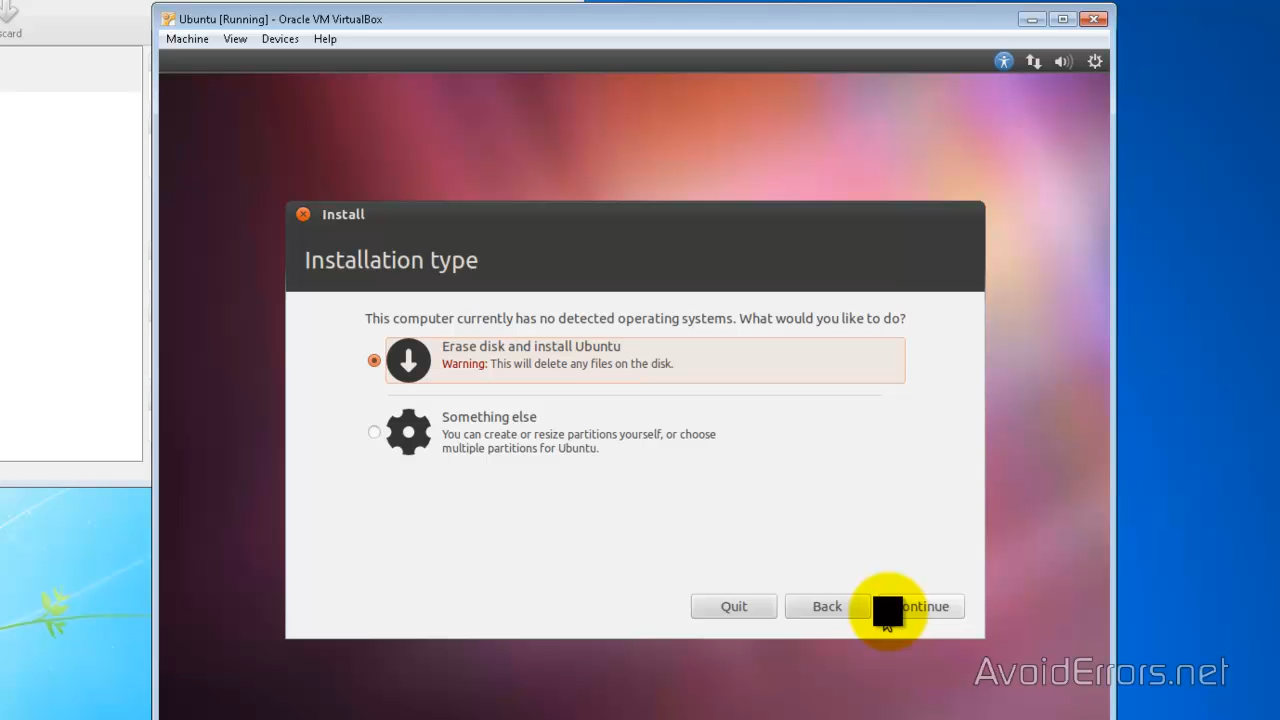 Ubuntu [Running] - Oracle VM VirtualBox
Machine View Devices Help
Install
Installation type
This computer currently has no detected operating systems. What would you like to do?
Erase disk and install Ubuntu
Warning: This will delete any files on the disk.
Something else
You can create or resize partitions yourself, or choose
multiple partitions for Ubuntu.
Quit Back
AvoidErrors.net